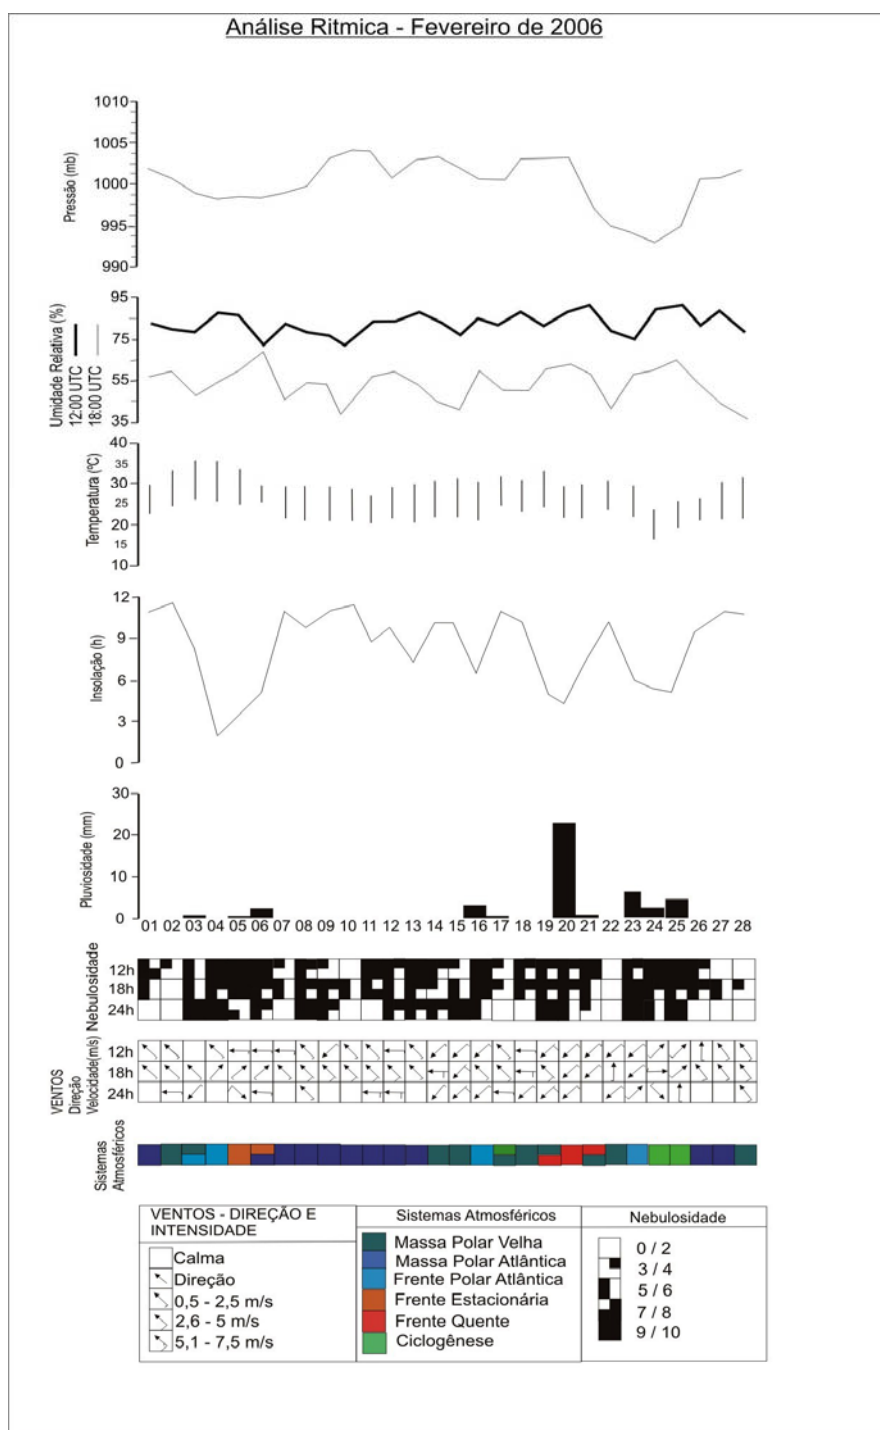 Análise Ritmica - Fevereiro de 2006
Pressão (mb)
1010
1005
1000
995
990
Umidade Relativa (%)
12:00 UTC
18:00 UTC
95
75
55
35
Temperatura (ºC)
40
35
30
25
20
15
10
Insolação (h)
12
9
6
3
0
Pluviosidade (mm)
30
20
10
0
01 02 03 04 05 06 07 08 09 10 11 12 13 14 15 16 17 18 19 20 21 22 23 24 25 26 27 28
Nebulosidade
12h
18h
24h
VENTOS
Direção
Velocidade(m/s)
12h
18h
24h
Sistemas
Atmosféricos
VENTOS - DIREÇÃO E
INTENSIDADE
Calma
Direção
0,5 - 2,5 m/s
2,6 - 5 m/s
5,1 - 7,5 m/s
Sistemas Atmosféricos
Massa Polar Velha
Massa Polar Atlântica
Frente Polar Atlântica
Frente Estacionária
Frente Quente
Ciclogênese
Nebulosidade
0 / 2
3 / 4
5 / 6
7 / 8
9 / 10